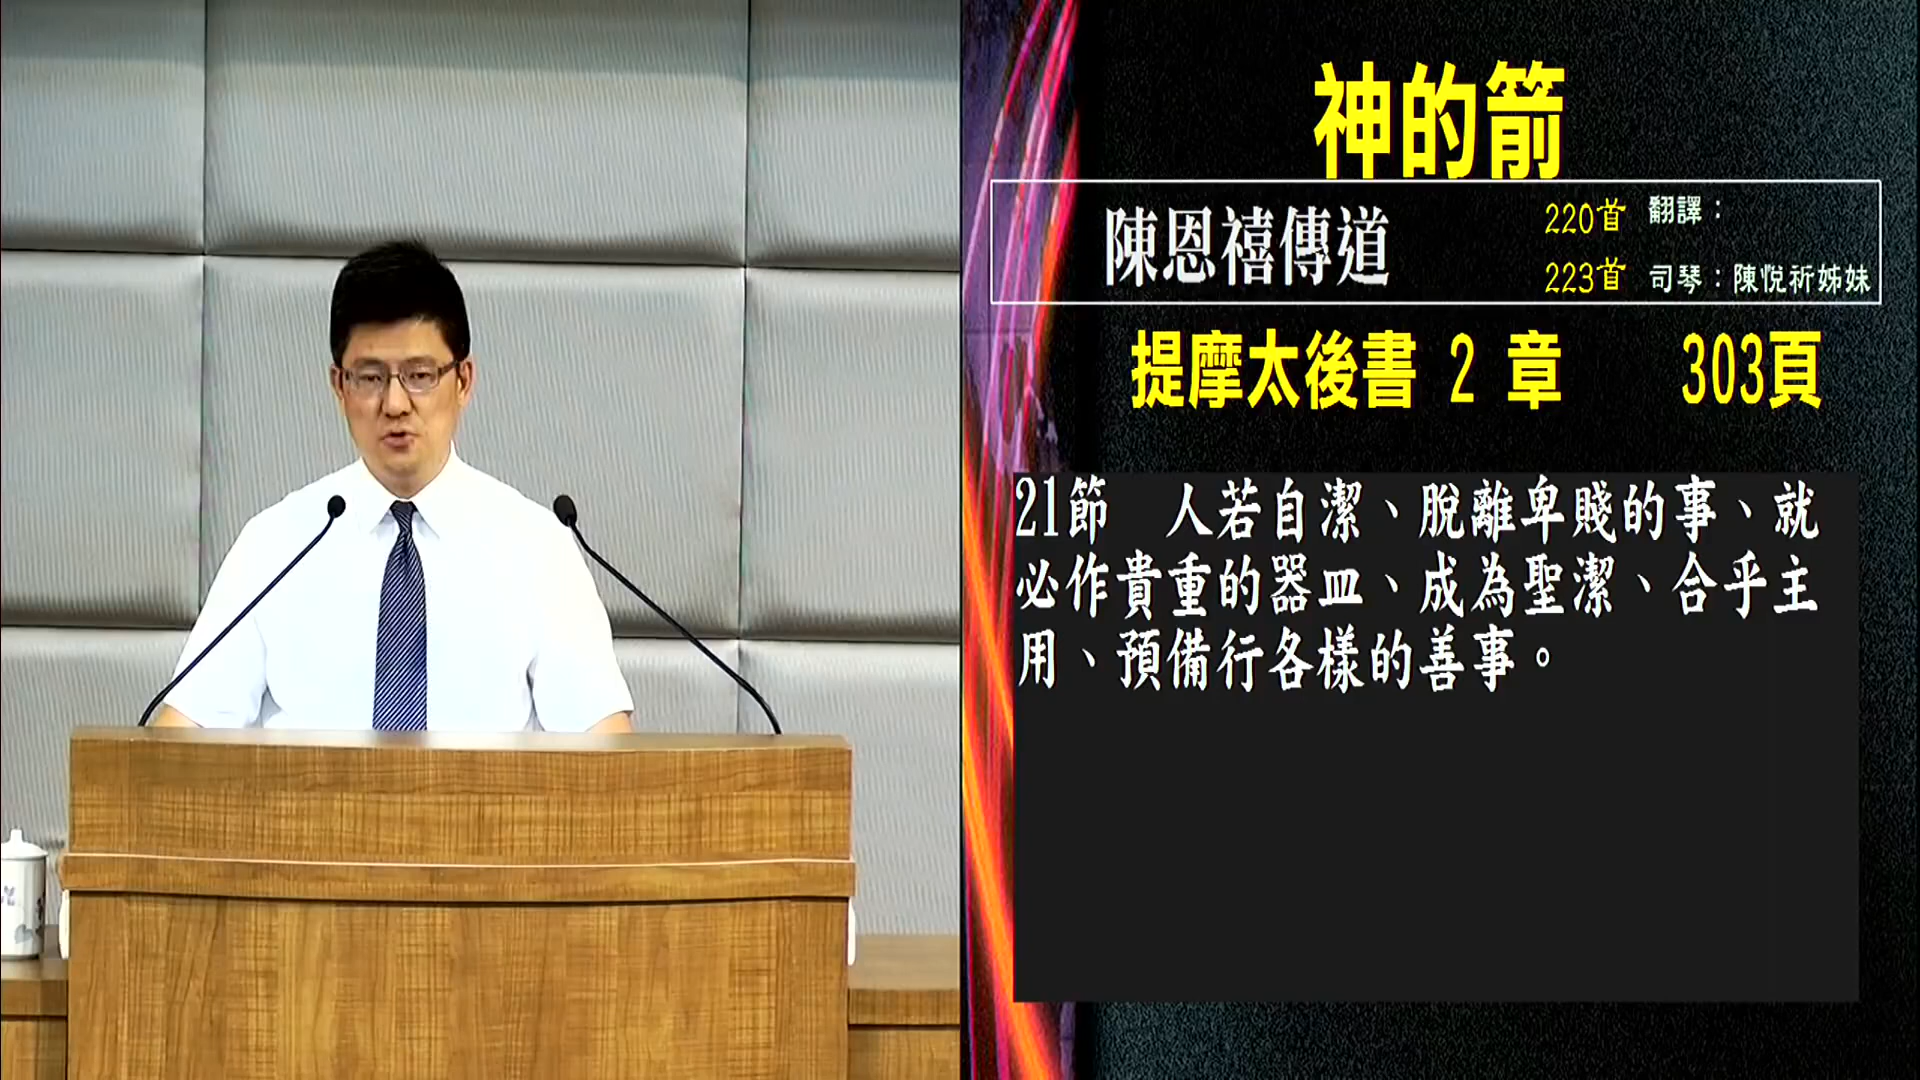 神的箭
陳恩禧傳道
220首 翻譯：
223首 司琴：陳悅祈姊妹
提摩太後書 2 章 303頁
21節 人若自潔、脫離卑賤的事、就
必作貴重的器皿、成為聖潔、合乎主
用、預備行各樣的善事。